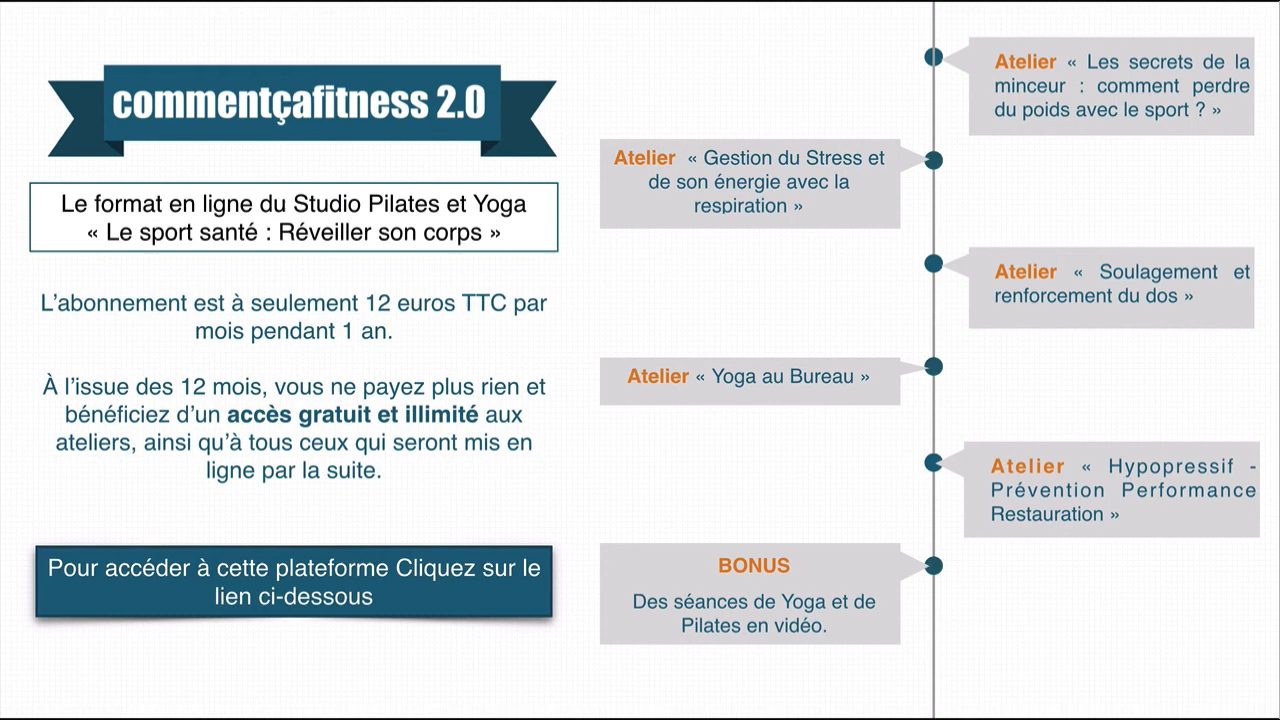 commentçafitness 2.0
Le format en ligne du Studio Pilates et Yoga
« Le sport santé : Réveiller son corps »
L'abonnement est à seulement 12 euros TTC par
mois pendant 1 an.
À l'issue des 12 mois, vous ne payez plus rien et
bénéficiez d'un accès gratuit et illimité aux
ateliers, ainsi qu'à tous ceux qui seront mis en
ligne par la suite.
Pour accéder à cette plateforme Cliquez sur le
lien ci-dessous
Atelier « Les secrets de la
minceur : comment perdre
du poids avec le sport ? »
Atelier « Gestion du Stress et
de son énergie avec la
respiration »
Atelier « Soulagement et
renforcement du dos »
Atelier « Yoga au Bureau »
Atelier « Hypopressif -
Prévention Performance
Restauration »
BONUS
Des séances de Yoga et de
Pilates en vidéo.